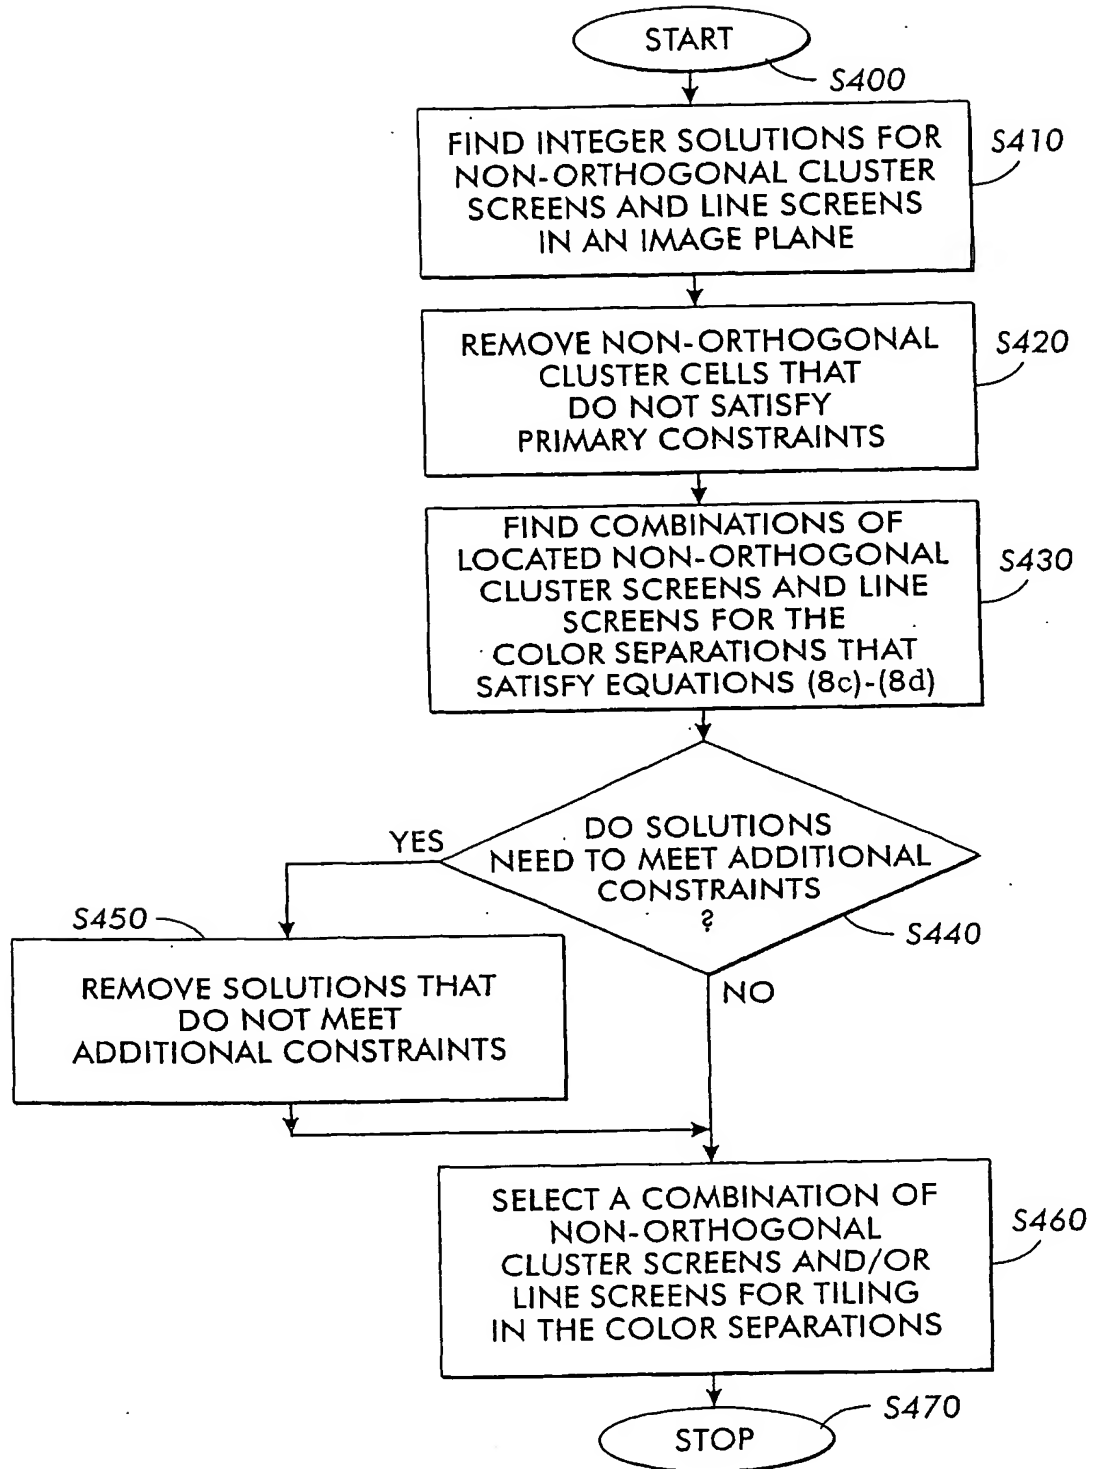 START
S400
FIND INTEGER SOLUTIONS FOR
NON-ORTHOGONAL CLUSTER
SCREENS AND LINE SCREENS
IN AN IMAGE PLANE
S410
REMOVE NON-ORTHOGONAL
CLUSTER CELLS THAT
DO NOT SATISFY
PRIMARY CONSTRAINTS
S420
FIND COMBINATIONS OF
LOCATED NON-ORTHOGONAL
CLUSTER SCREENS AND LINE
SCREENS FOR THE
COLOR SEPARATIONS THAT
SATISFY EQUATIONS (8c)-(8d)
S430
DO SOLUTIONS
NEED TO MEET ADDITIONAL
CONSTRAINTS
?
YES
S440
NO
S450
REMOVE SOLUTIONS THAT
DO NOT MEET
ADDITIONAL CONSTRAINTS
SELECT A COMBINATION OF
NON-ORTHOGONAL
CLUSTER SCREENS AND/OR
LINE SCREENS FOR TILING
IN THE COLOR SEPARATIONS
S460
STOP
S470